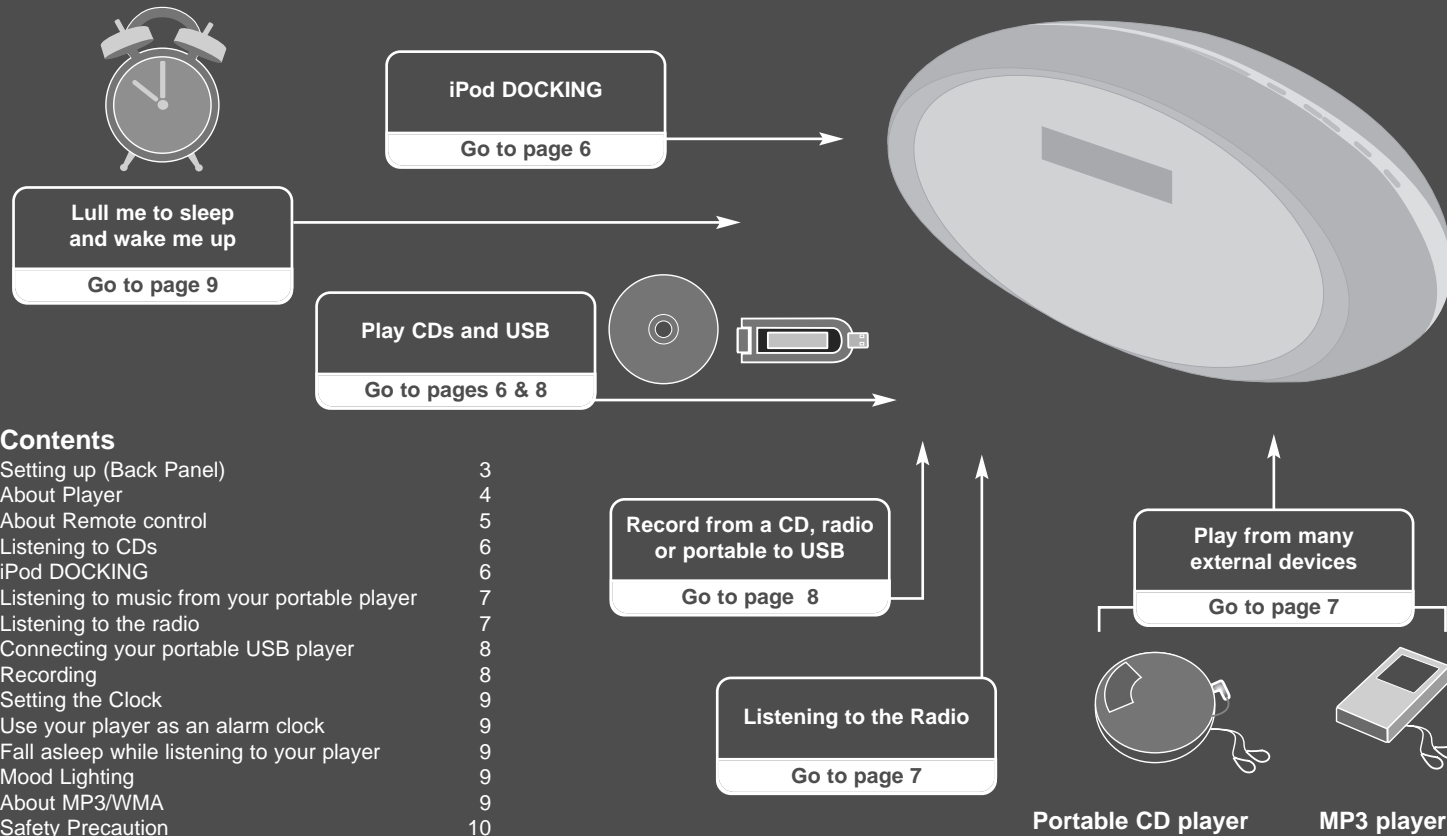 iPod DOCKING
Go to page 6
Lull me to sleep
and wake me up
Go to page 9
Play CDs and USB
Go to pages 6 & 8
Contents
Setting up (Back Panel) 3
About Player 4
About Remote control 5
Listening to CDs 6
iPod DOCKING 6
Listening to music from your portable player 7
Listening to the radio 7
Connecting your portable USB player 8
Recording 8
Setting the Clock 9
Use your player as an alarm clock 9
Fall asleep while listening to your player 9
Mood Lighting 9
About MP3/WMA 9
Safety Precaution 10
Record from a CD, radio
or portable to USB
Go to page 8
Listening to the Radio
Go to page 7
Play from many
external devices
Go to page 7
Portable CD player
MP3 player